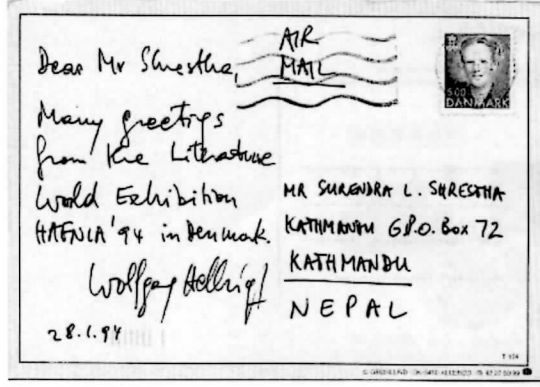 Dear Mr Shrestha,
Many greetings
from the Literature
World Exhibition
HAFNIA '94 in Denmark.
Wolfgang Hellrigl
28.1.94
AIR
MAIL
5.00
DANMARK
MR SURENDRA L. SHRESTHA
KATHMANDU G.P.O. Box 72
KATHMANDU
NEPAL